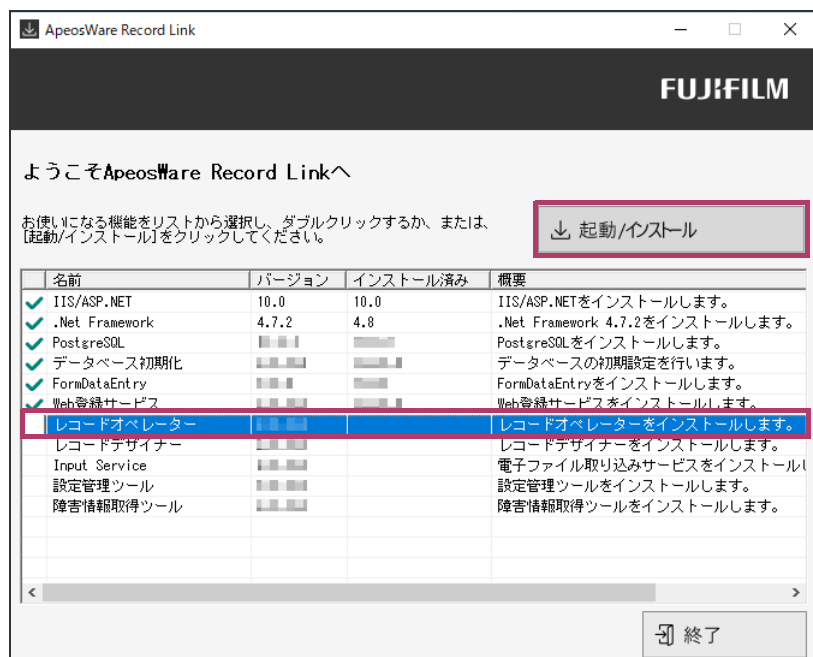 ApeosWare Record Link
FUJIFILM
ようこそApeosWare Record Linkへ
お使いになる機能をリストから選択し、ダブルクリックするか、または、
[起動/インストール]をクリックしてください。
起動/インストール
名前 バージョン インストール済み 概要
IIS/ASP.NET 10.0 10.0 IIS/ASP.NETをインストールします。
.Net Framework 4.7.2 4.8 .Net Framework 4.7.2をインストールします。
PostgreSQL PostgreSQLをインストールします。
データベース初期化 データベースの初期設定を行います。
FormDataEntry FormDataEntryをインストールします。
Web登録サービス Web登録サービスをインストールします。
レコードオペレーター レコードオペレーターをインストールします。
レコードデザイナー レコードデザイナーをインストールします。
Input Service 電子ファイル取り込みサービスをインストール
設定管理ツール 設定管理ツールをインストールします。
障害情報取得ツール 障害情報取得ツールをインストールします。
終了